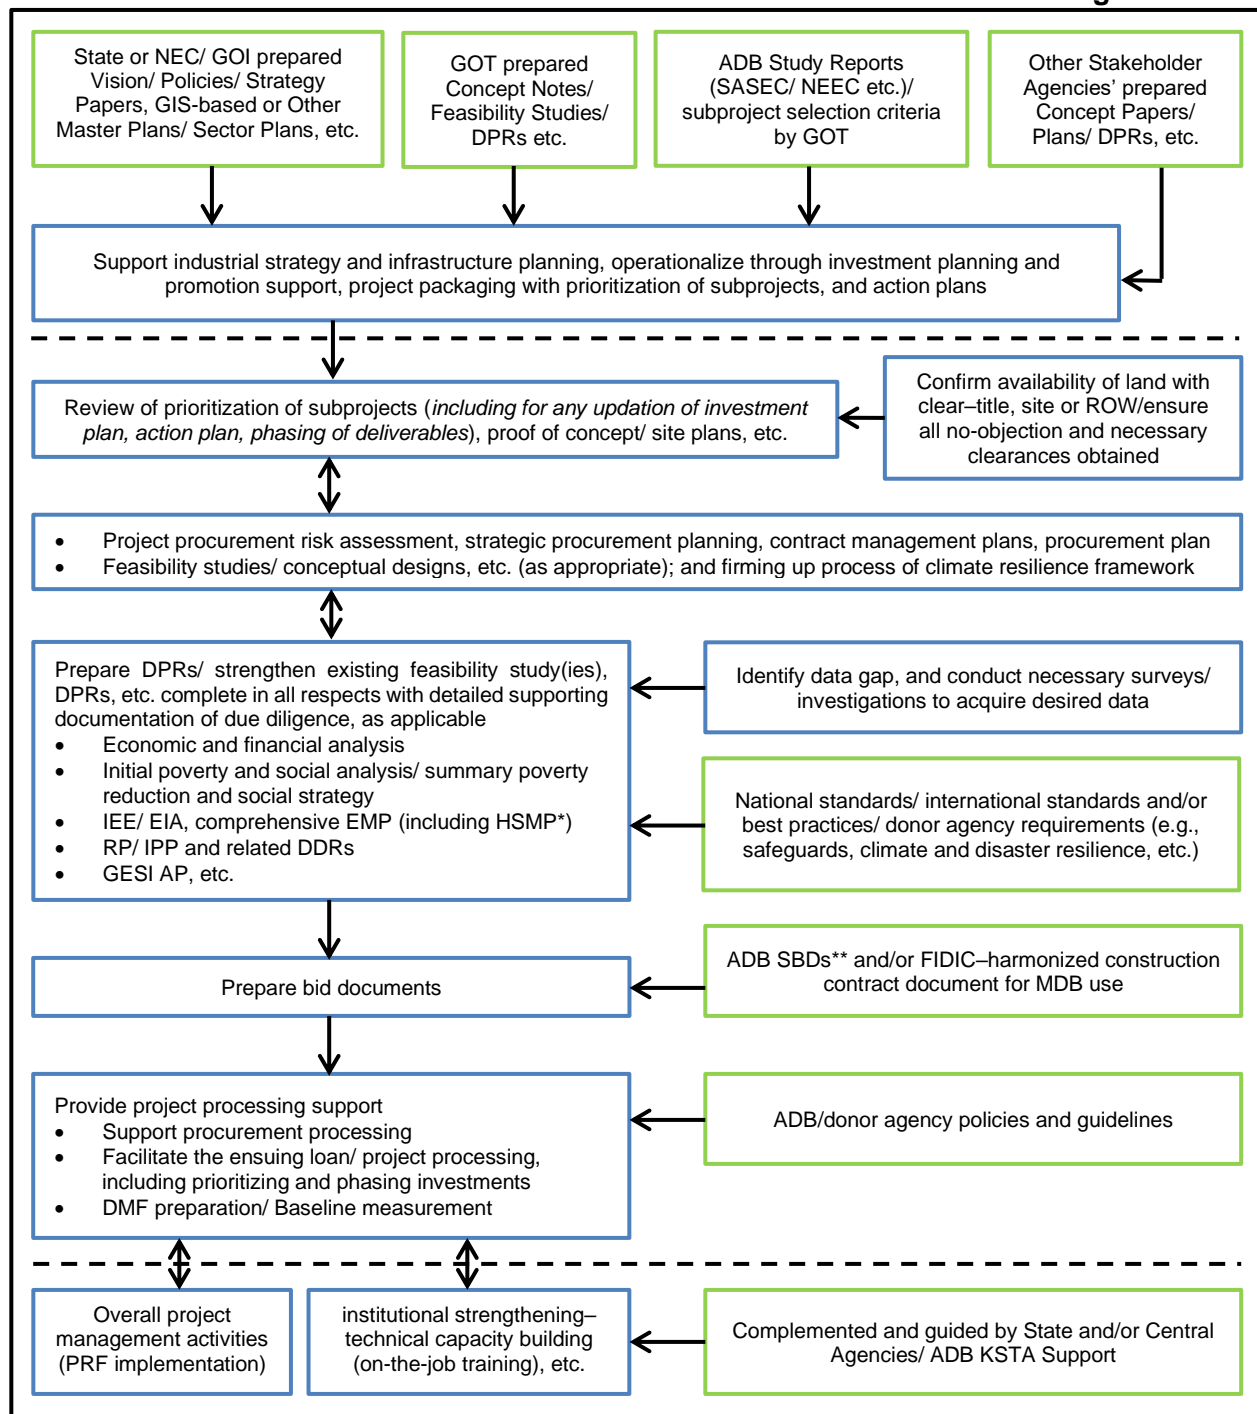 State or NEC/ GOI prepared
Vision/ Policies/ Strategy
Papers, GIS-based or Other
Master Plans/ Sector Plans, etc.
GOT prepared
Concept Notes/
Feasibility Studies/
DPRs etc.
ADB Study Reports
(SASEC/ NEEC etc.)/
subproject selection criteria
by GOT
Other Stakeholder
Agencies’ prepared
Concept Papers/
Plans/ DPRs, etc.
Support industrial strategy and infrastructure planning, operationalize through investment planning and
promotion support, project packaging with prioritization of subprojects, and action plans
Review of prioritization of subprojects (including for any updation of investment
plan, action plan, phasing of deliverables), proof of concept/ site plans, etc.
Confirm availability of land with
clear–title, site or ROW/ensure
all no-objection and necessary
clearances obtained
• Project procurement risk assessment, strategic procurement planning, contract management plans, procurement plan
• Feasibility studies/ conceptual designs, etc. (as appropriate); and firming up process of climate resilience framework
Prepare DPRs/ strengthen existing feasibility study(ies),
DPRs, etc. complete in all respects with detailed supporting
documentation of due diligence, as applicable
• Economic and financial analysis
• Initial poverty and social analysis/ summary poverty
reduction and social strategy
• IEE/ EIA, comprehensive EMP (including HSMP*)
• RP/ IPP and related DDRs
• GESI AP, etc.
Identify data gap, and conduct necessary surveys/
investigations to acquire desired data
National standards/ international standards and/or
best practices/ donor agency requirements (e.g.,
safeguards, climate and disaster resilience, etc.)
Prepare bid documents
ADB SBDs** and/or FIDIC–harmonized construction
contract document for MDB use
Provide project processing support
• Support procurement processing
• Facilitate the ensuing loan/ project processing,
including prioritizing and phasing investments
• DMF preparation/ Baseline measurement
ADB/donor agency policies and guidelines
Overall project
management activities
(PRF implementation)
institutional strengthening–
technical capacity building
(on-the-job training), etc.
Complemented and guided by State and/or Central
Agencies/ ADB KSTA Support